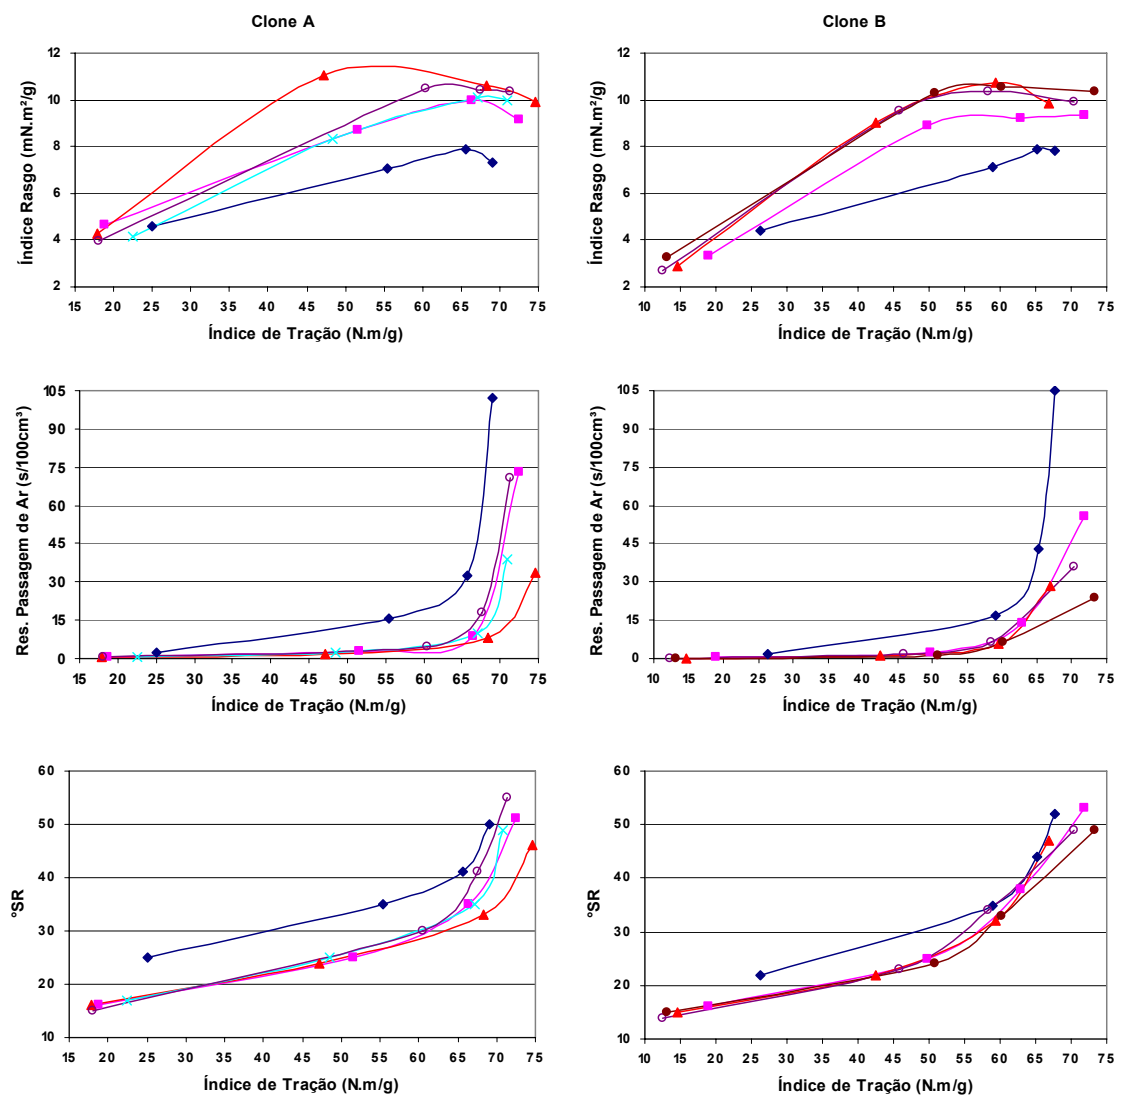 Clone A
Clone B
12
10
8
6
4
2
15 20 25 30 35 40 45 50 55 60 65 70 75
Índice Rasgo (mN.m²/g)
Índice de Tração (N.m/g)
12
10
8
6
4
2
10 15 20 25 30 35 40 45 50 55 60 65 70 75
Índice Rasgo (mN.m²/g)
Índice de Tração (N.m/g)
105
90
75
60
45
30
15
0
15 20 25 30 35 40 45 50 55 60 65 70 75
Res. Passagem de Ar (s/100cm³)
Índice de Tração (N.m/g)
105
90
75
60
45
30
15
0
10 15 20 25 30 35 40 45 50 55 60 65 70 75
Res. Passagem de Ar (s/100cm³)
Índice de Tração (N.m/g)
60
50
40
30
20
10
15 20 25 30 35 40 45 50 55 60 65 70 75
°SR
Índice de Tração (N.m/g)
60
50
40
30
20
10
10 15 20 25 30 35 40 45 50 55 60 65 70 75
°SR
Índice de Tração (N.m/g)